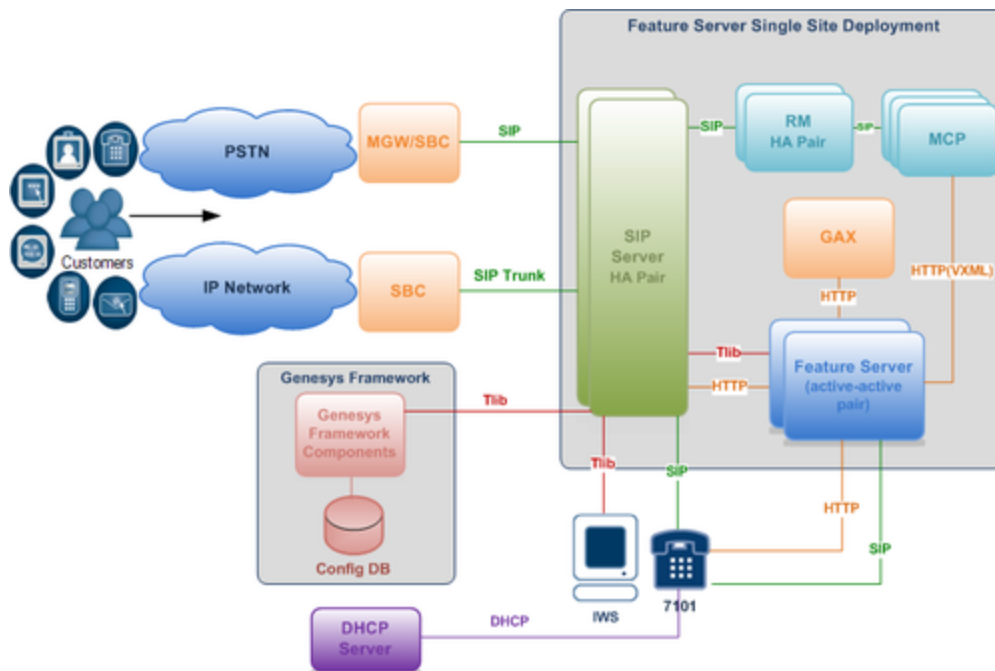 Feature Server Single Site Deployment
PSTN
MGW/SBC
SIP
SIP
RM
HA Pair
SIP
MCP
Customers
SIP
Server
HA Pair
GAX
HTTP(VXML)
IP Network
SBC
SIP Trunk
HTTP
Tlib
Feature Server
(active-active
pair)
HTTP
Genesys Framework
Genesys
Framework
Components
Tlib
Config DB
Tlib
SIP
HTTP
SIP
IWS
7101
DHCP
Server
DHCP